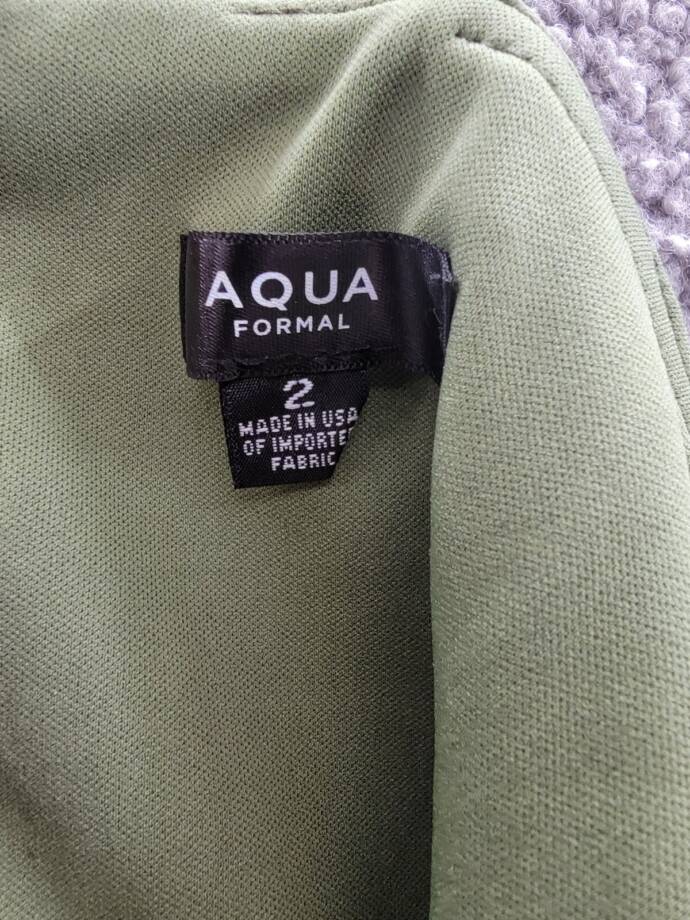 AQUA
FORMAL
2
MADE IN USA
OF IMPORTED
FABRIC